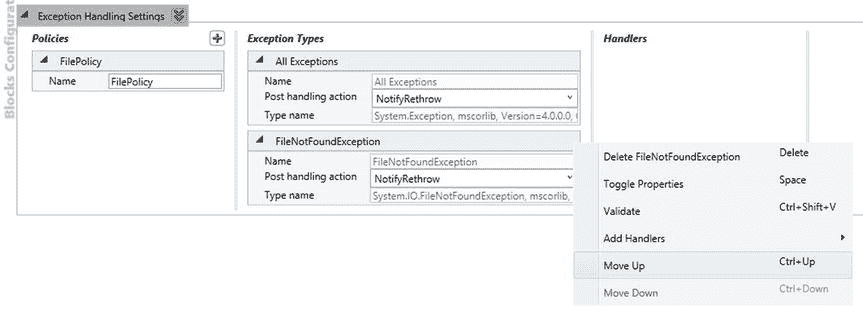 Blocks Configurat
Exception Handling Settings
Policies
FilePolicy
Name FilePolicy
Exception Types
All Exceptions
Name All Exceptions
Post handling action NotifyRethrow
Type name System.Exception, mscorlib, Version=4.0.0.0,
FileNotFoundException
Name FileNotFoundException
Post handling action NotifyRethrow
Type name System.IO.FileNotFoundException, mscorlib,
Handlers
Delete FileNotFoundException Delete
Toggle Properties Space
Validate Ctrl+Shift+V
Add Handlers
Move Up Ctrl+Up
Move Down Ctrl+Down